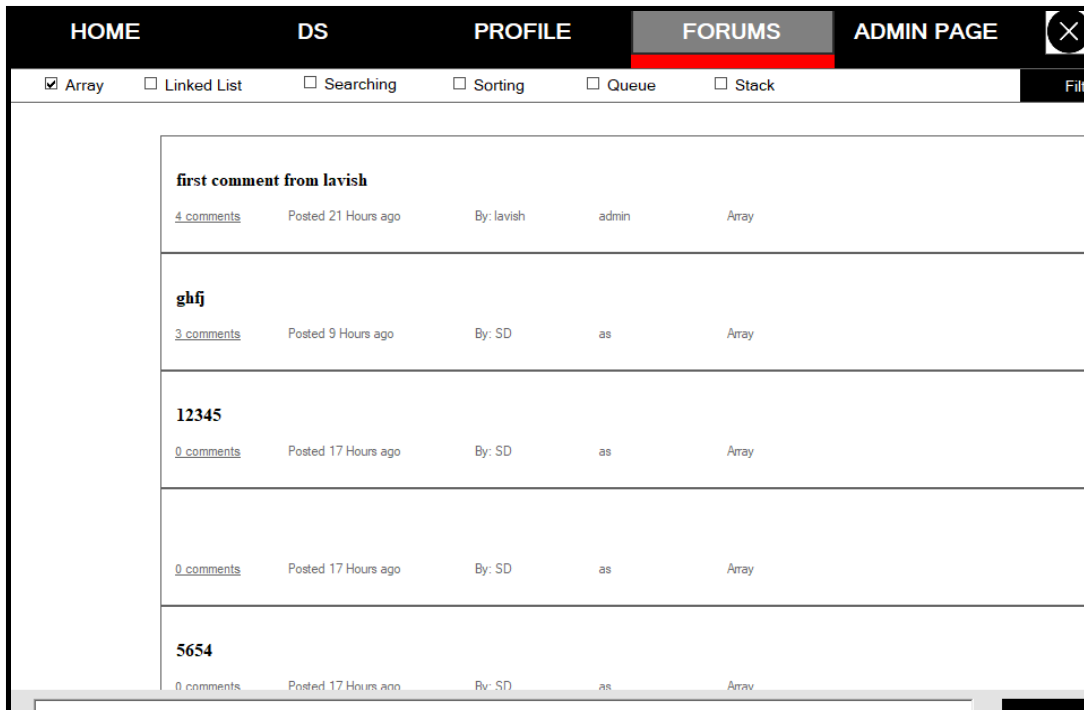 HOME DS PROFILE FORUMS ADMIN PAGE
Array Linked List Searching Sorting Queue Stack Filt
first comment from lavish
4 comments Posted 21 Hours ago By: lavish admin Array
ghfj
3 comments Posted 9 Hours ago By: SD as Array
12345
0 comments Posted 17 Hours ago By: SD as Array
0 comments Posted 17 Hours ago By: SD as Array
5654
0 comments Posted 17 Hours ago By: SD as Array